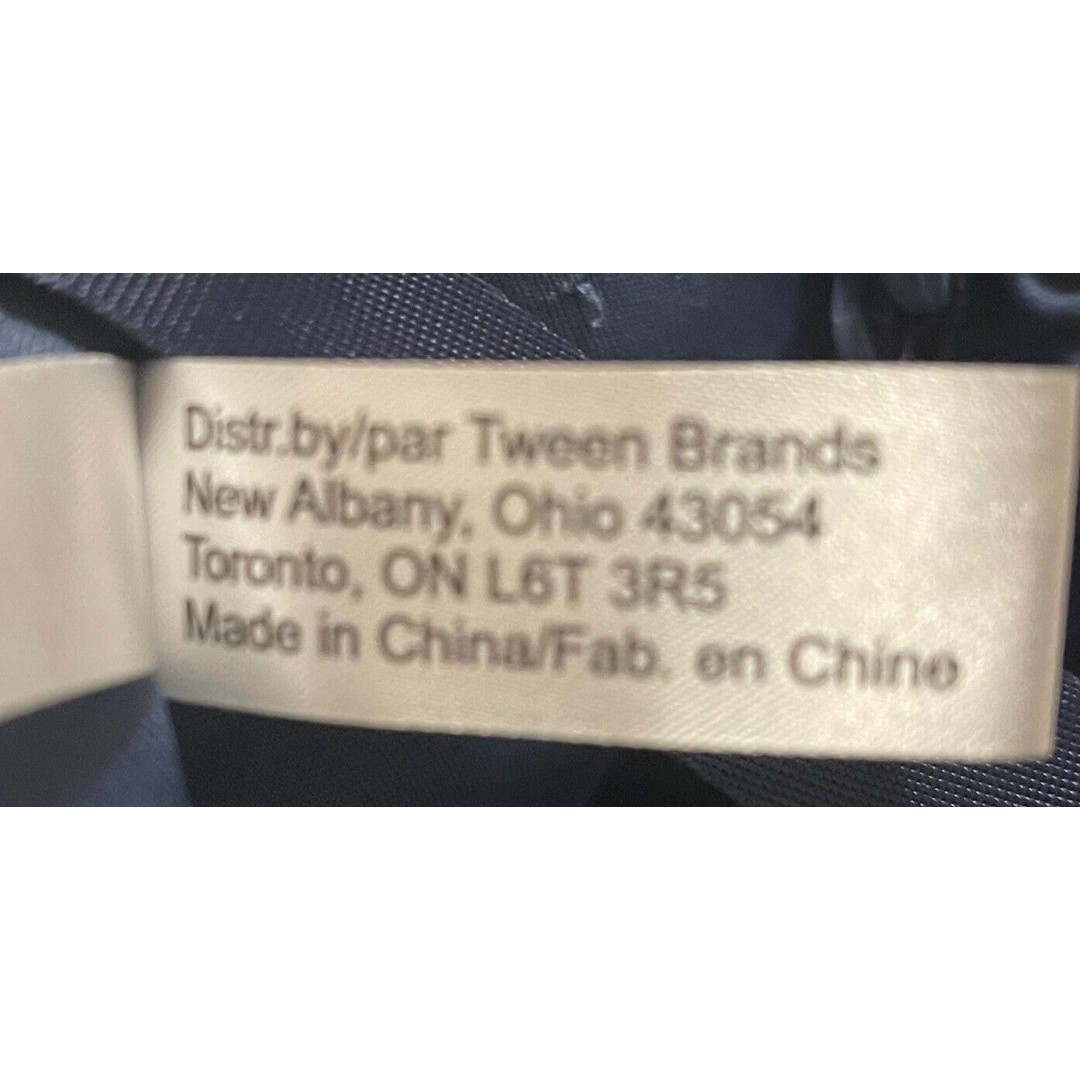 Distr.by/par Tween Brands
New Albany, Ohio 43054
Toronto, ON L6T 3R5
Made in China/Fab. en Chine